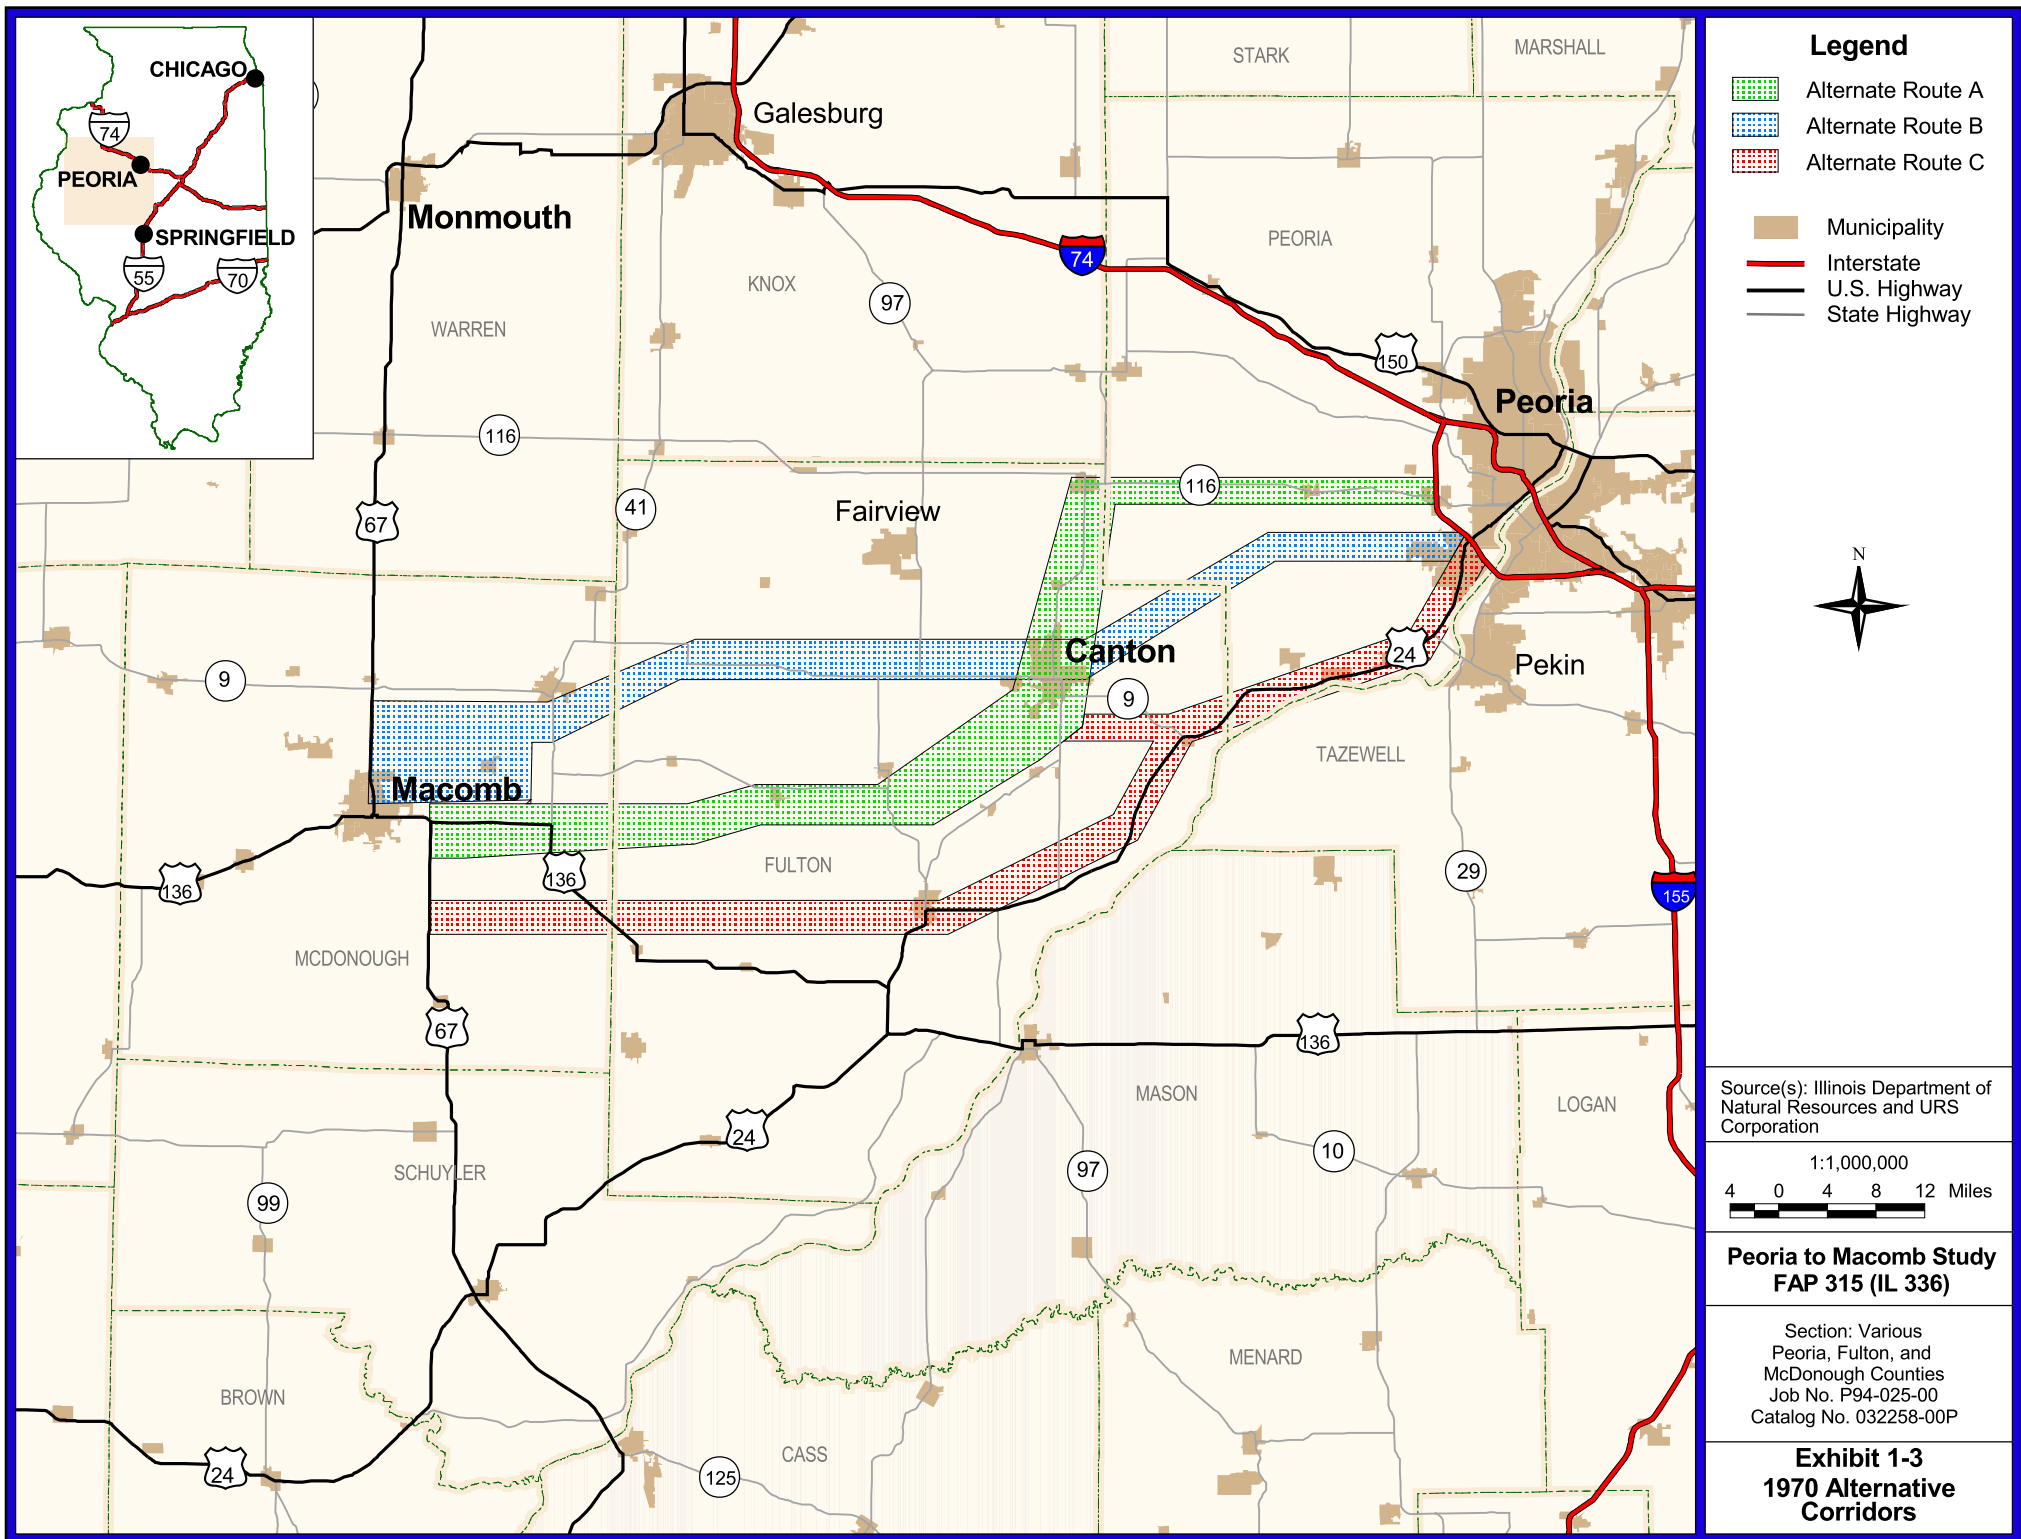 CHICAGO
74
PEORIA
SPRINGFIELD
55
70
STARK
MARSHALL
Galesburg
Monmouth
PEORIA
74
KNOX
97
WARREN
150
Peoria
116
116
Fairview
41
67
Canton
24
Pekin
9
9
TAZEWELL
Macomb
FULTON
136
136
29
155
MCDONOUGH
67
136
MASON
LOGAN
24
10
97
SCHUYLER
99
MENARD
BROWN
CASS
24
125
Legend
Alternate Route A
Alternate Route B
Alternate Route C
Municipality
Interstate
U.S. Highway
State Highway
N
Source(s): Illinois Department of
Natural Resources and URS
Corporation
1:1,000,000
4 0 4 8 12 Miles
Peoria to Macomb Study
FAP 315 (IL 336)
Section: Various
Peoria, Fulton, and
McDonough Counties
Job No. P94-025-00
Catalog No. 032258-00P
Exhibit 1-3
1970 Alternative
Corridors